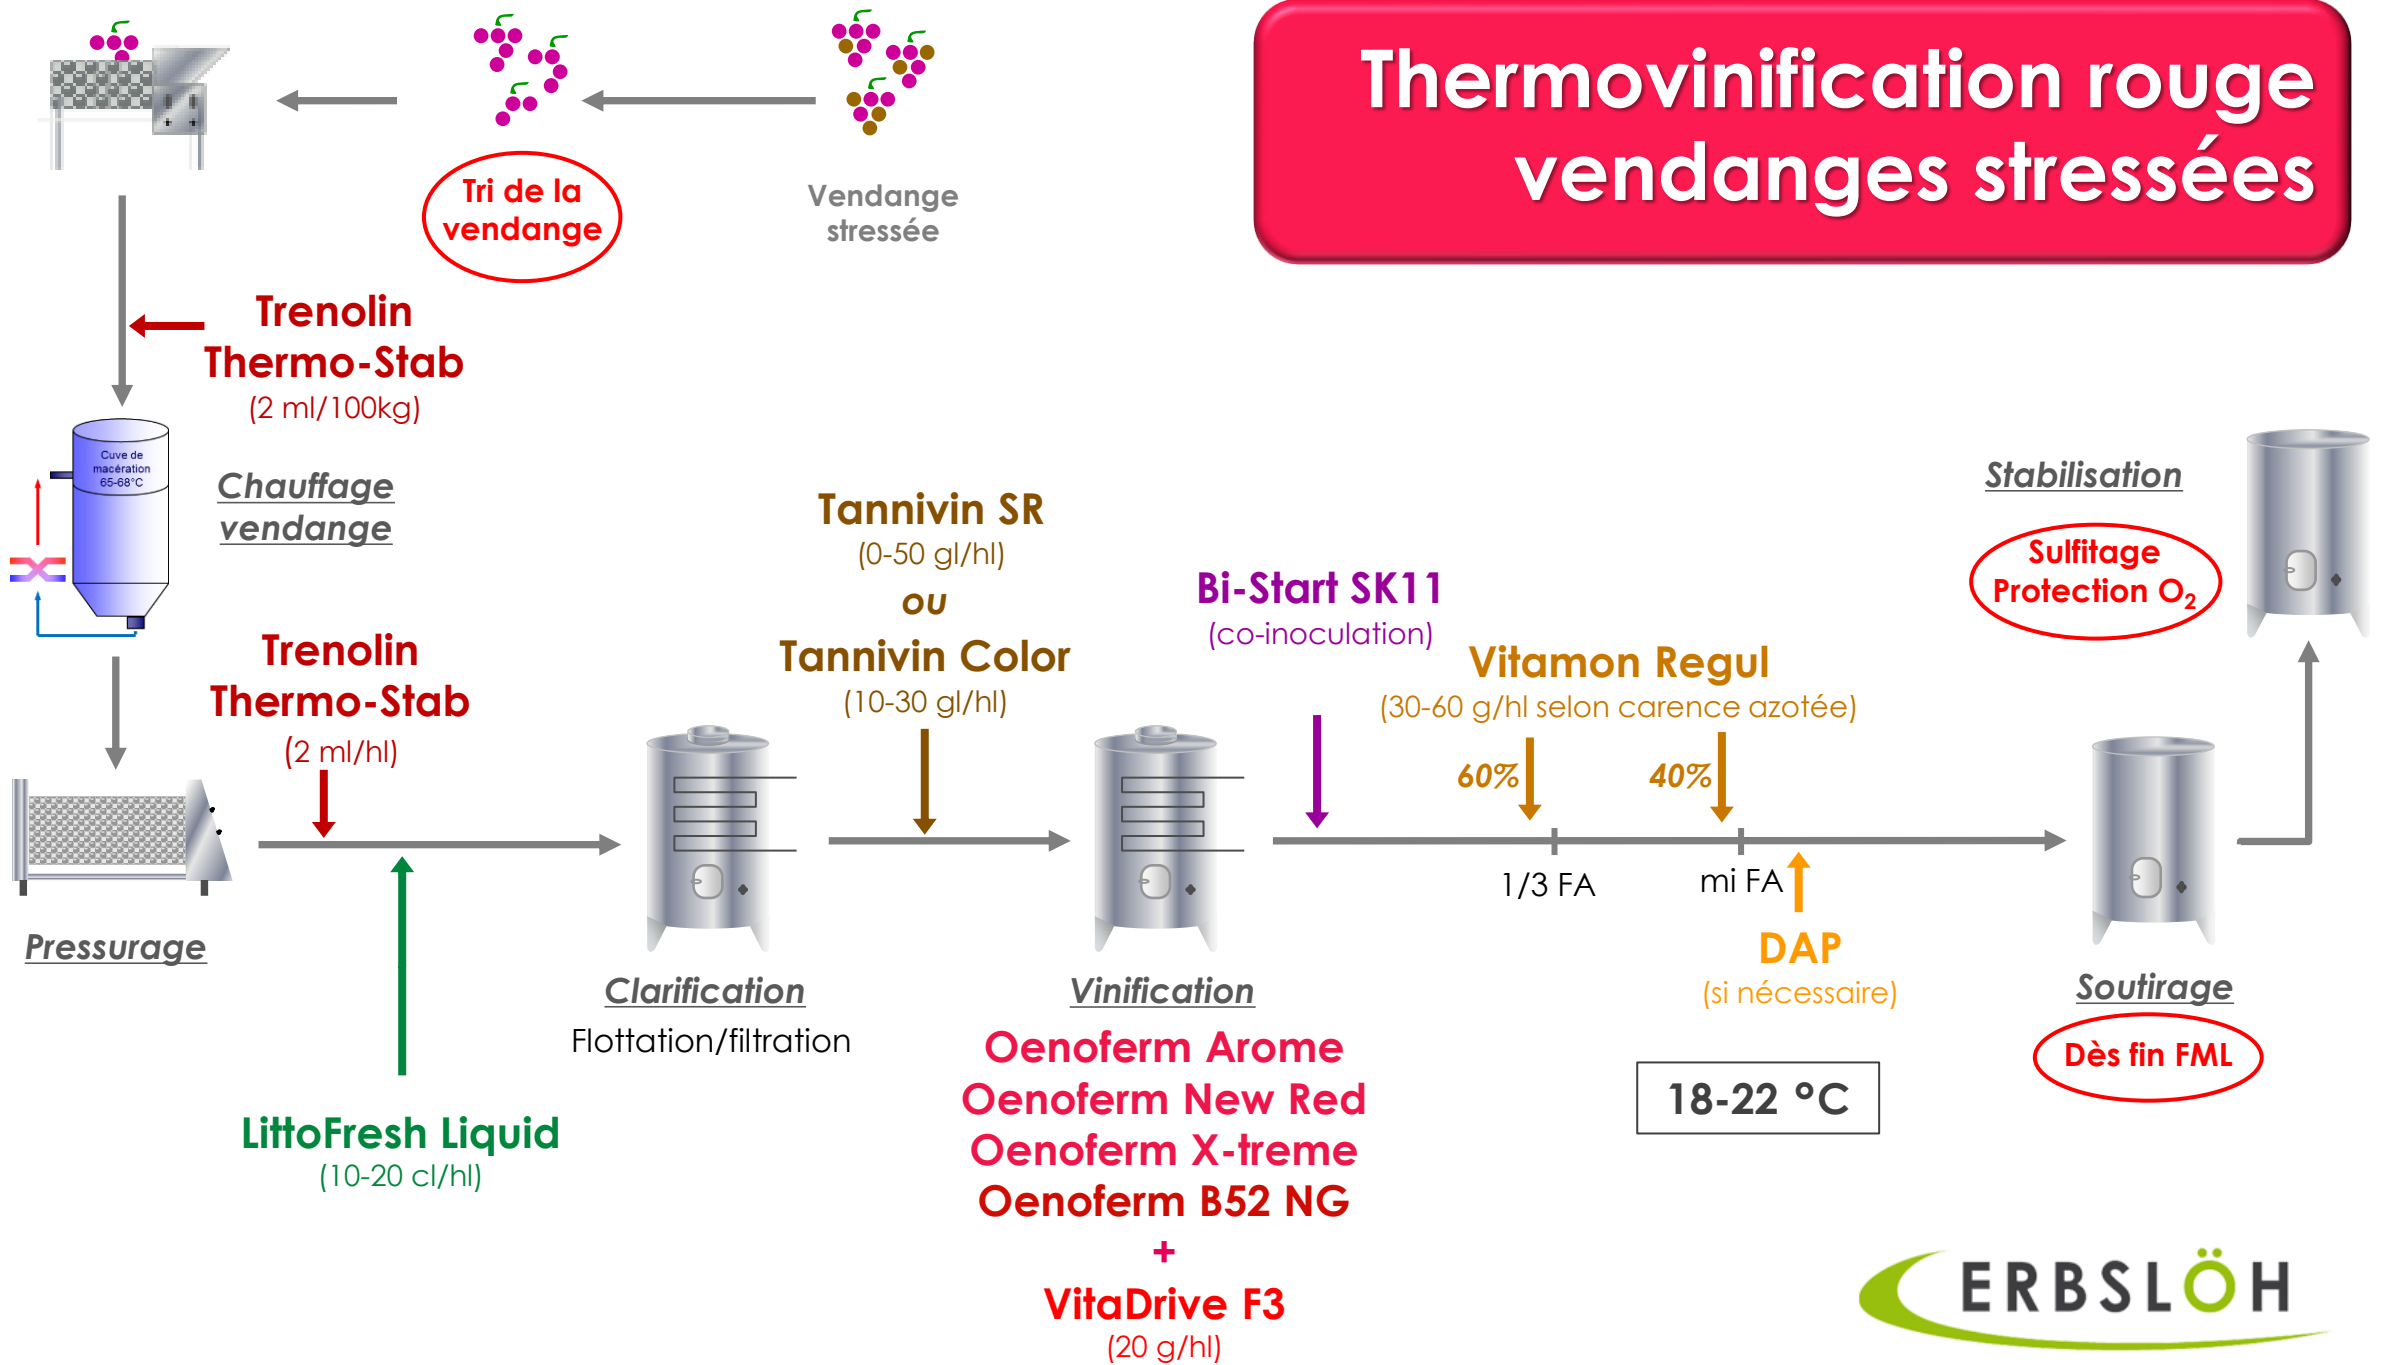 Thermovinification rouge
vendanges stressées
Tri de la
vendange
Vendange
stressée
Trenolin
Thermo-Stab
(2 ml/100kg)
Cuve de
macération
65-68°C
Chauffage
vendange
Trenolin
Thermo-Stab
(2 ml/hl)
Pressurage
LittoFresh Liquid
(10-20 cl/hl)
Clarification
Flottation/filtration
Tannivin SR
(0-50 gl/hl)
ou
Tannivin Color
(10-30 gl/hl)
Vinification
Oenoferm Arome
Oenoferm New Red
Oenoferm X-treme
Oenoferm B52 NG
+
VitaDrive F3
(20 g/hl)
Bi-Start SK11
(co-inoculation)
Vitamon Regul
(30-60 g/hl selon carence azotée)
60%
40%
1/3 FA
mi FA
DAP
(si nécessaire)
18-22 °C
Soutirage
Dès fin FML
Stabilisation
Sulfitage
Protection O₂
ERBSLÖH